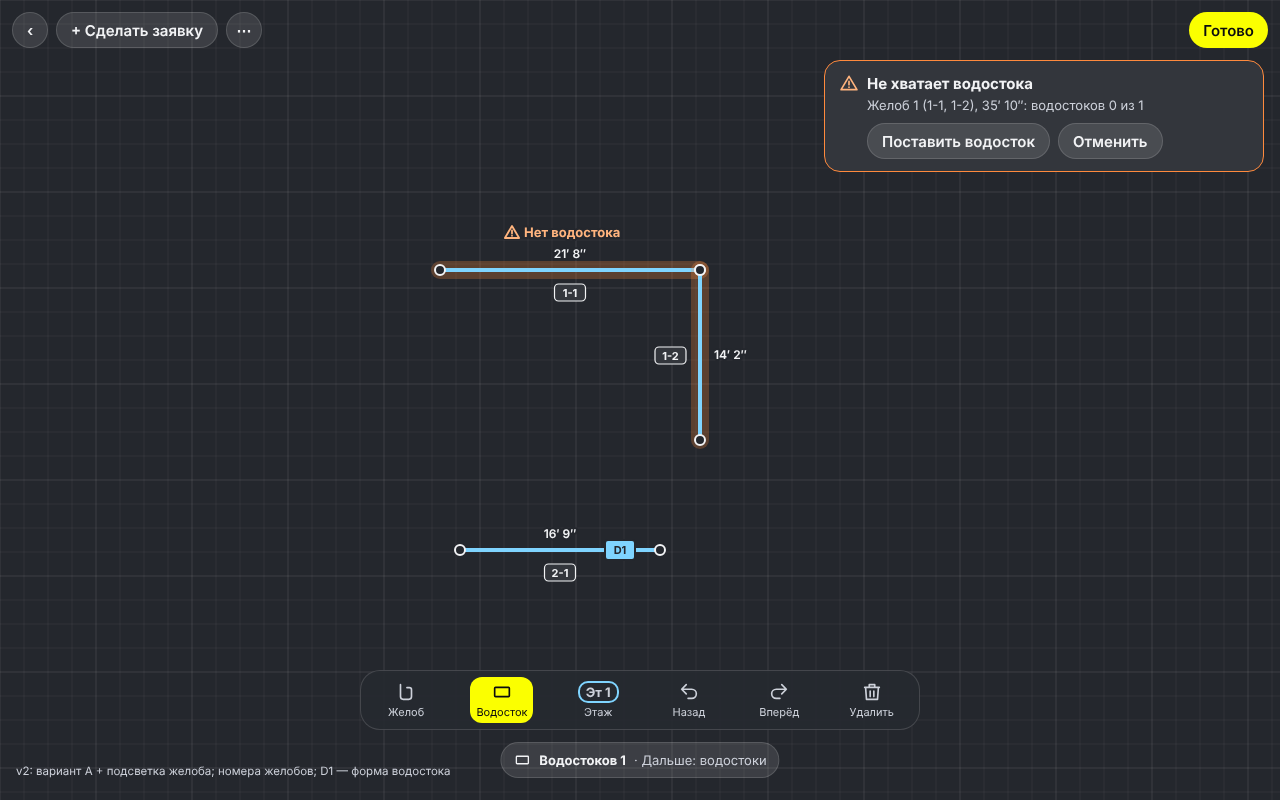 ‹
+ Сделать заявку
···
Готово
Не хватает водостока
Желоб 1 (1-1, 1-2), 35′ 10″: водостоков 0 из 1
Поставить водосток
Отменить
Нет водостока
21′ 8″
1-1
1-2
14′ 2″
16′ 9″
D1
2-1
Желоб
Водосток
Эт 1
Этаж
Назад
Вперёд
Удалить
Водостоков 1 · Дальше: водостоки
v2: вариант A + подсветка желоба; номера желобов; D1 — форма водостока